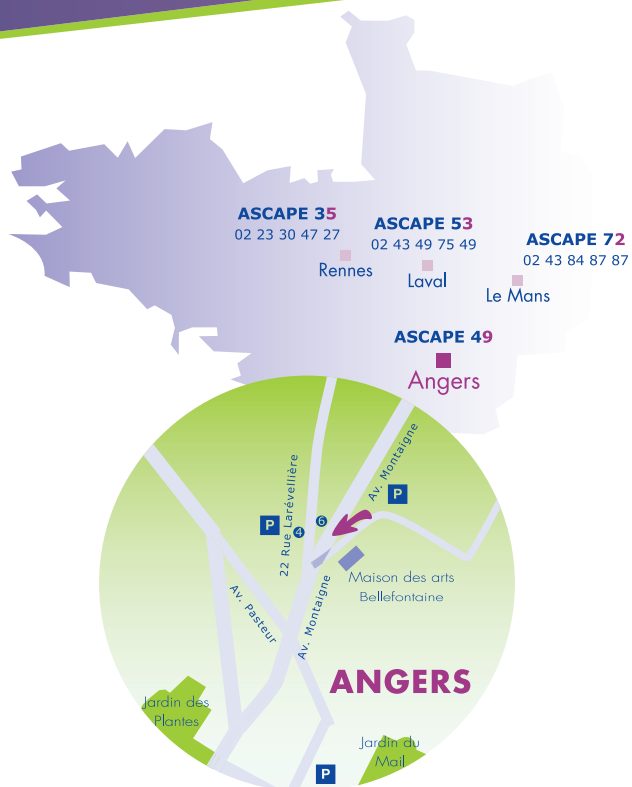 ASCAPE 35
02 23 30 47 27
Rennes
ASCAPE 53
02 43 49 75 49
Laval
ASCAPE 72
02 43 84 87 87
Le Mans
ASCAPE 49
Angers
Av. Montaigne
P
22 Rue Larévellière
P
4
6
Maison des arts
Bellefontaine
Av. Pasteur
Av. Montaigne
ANGERS
Jardin des
Plantes
Jardin du
Mail
P